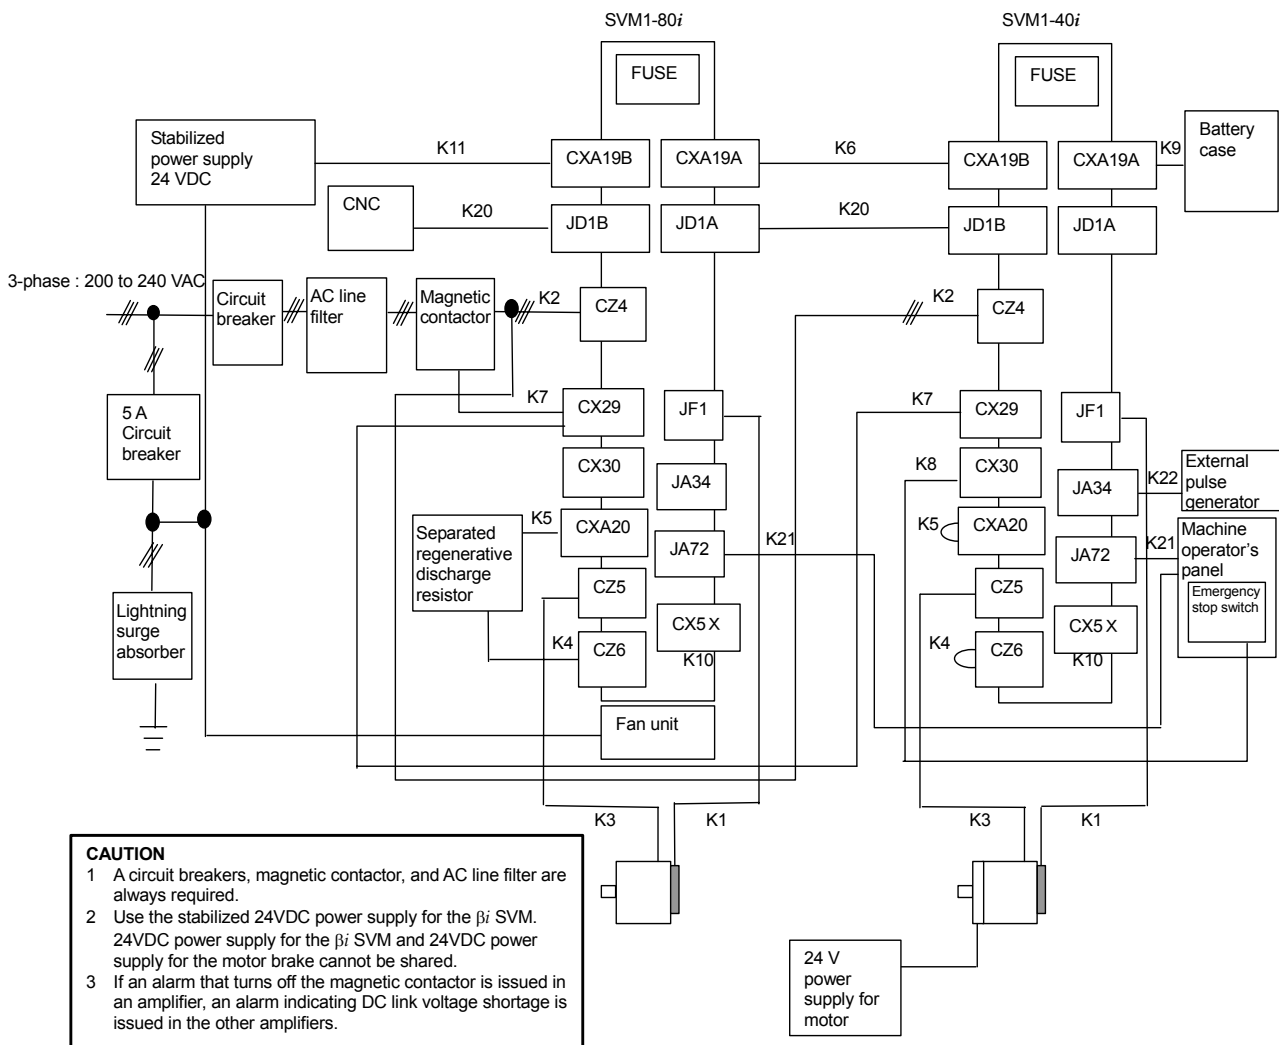 SVM1-80i
SVM1-40i
FUSE
FUSE
Stabilized
power supply
24 VDC
K11
CXA19B
CXA19A
K6
CXA19B
CXA19A
K9
Battery
case
CNC
K20
JD1B
JD1A
K20
JD1B
JD1A
3-phase : 200 to 240 VAC
Circuit
breaker
AC line
filter
Magnetic
contactor
K2
CZ4
K2
CZ4
5 A
Circuit
breaker
K7
CX29
JF1
K7
CX29
JF1
CX30
JA34
K8
CX30
JA34
K22
External
pulse
generator
Separated
regenerative
discharge
resistor
K5
CXA20
JA72
K21
K5
CXA20
JA72
K21
Machine
operator's
panel
Emergency
stop switch
Lightning
surge
absorber
CZ5
CX5 X
CZ5
CX5 X
K4
CZ6
K10
K4
CZ6
K10
Fan unit
K3
K1
K3
K1
24 V
power
supply for
motor
CAUTION
1 A circuit breakers, magnetic contactor, and AC line filter are
always required.
2 Use the stabilized 24VDC power supply for the βi SVM.
24VDC power supply for the βi SVM and 24VDC power
supply for the motor brake cannot be shared.
3 If an alarm that turns off the magnetic contactor is issued in
an amplifier, an alarm indicating DC link voltage shortage is
issued in the other amplifiers.